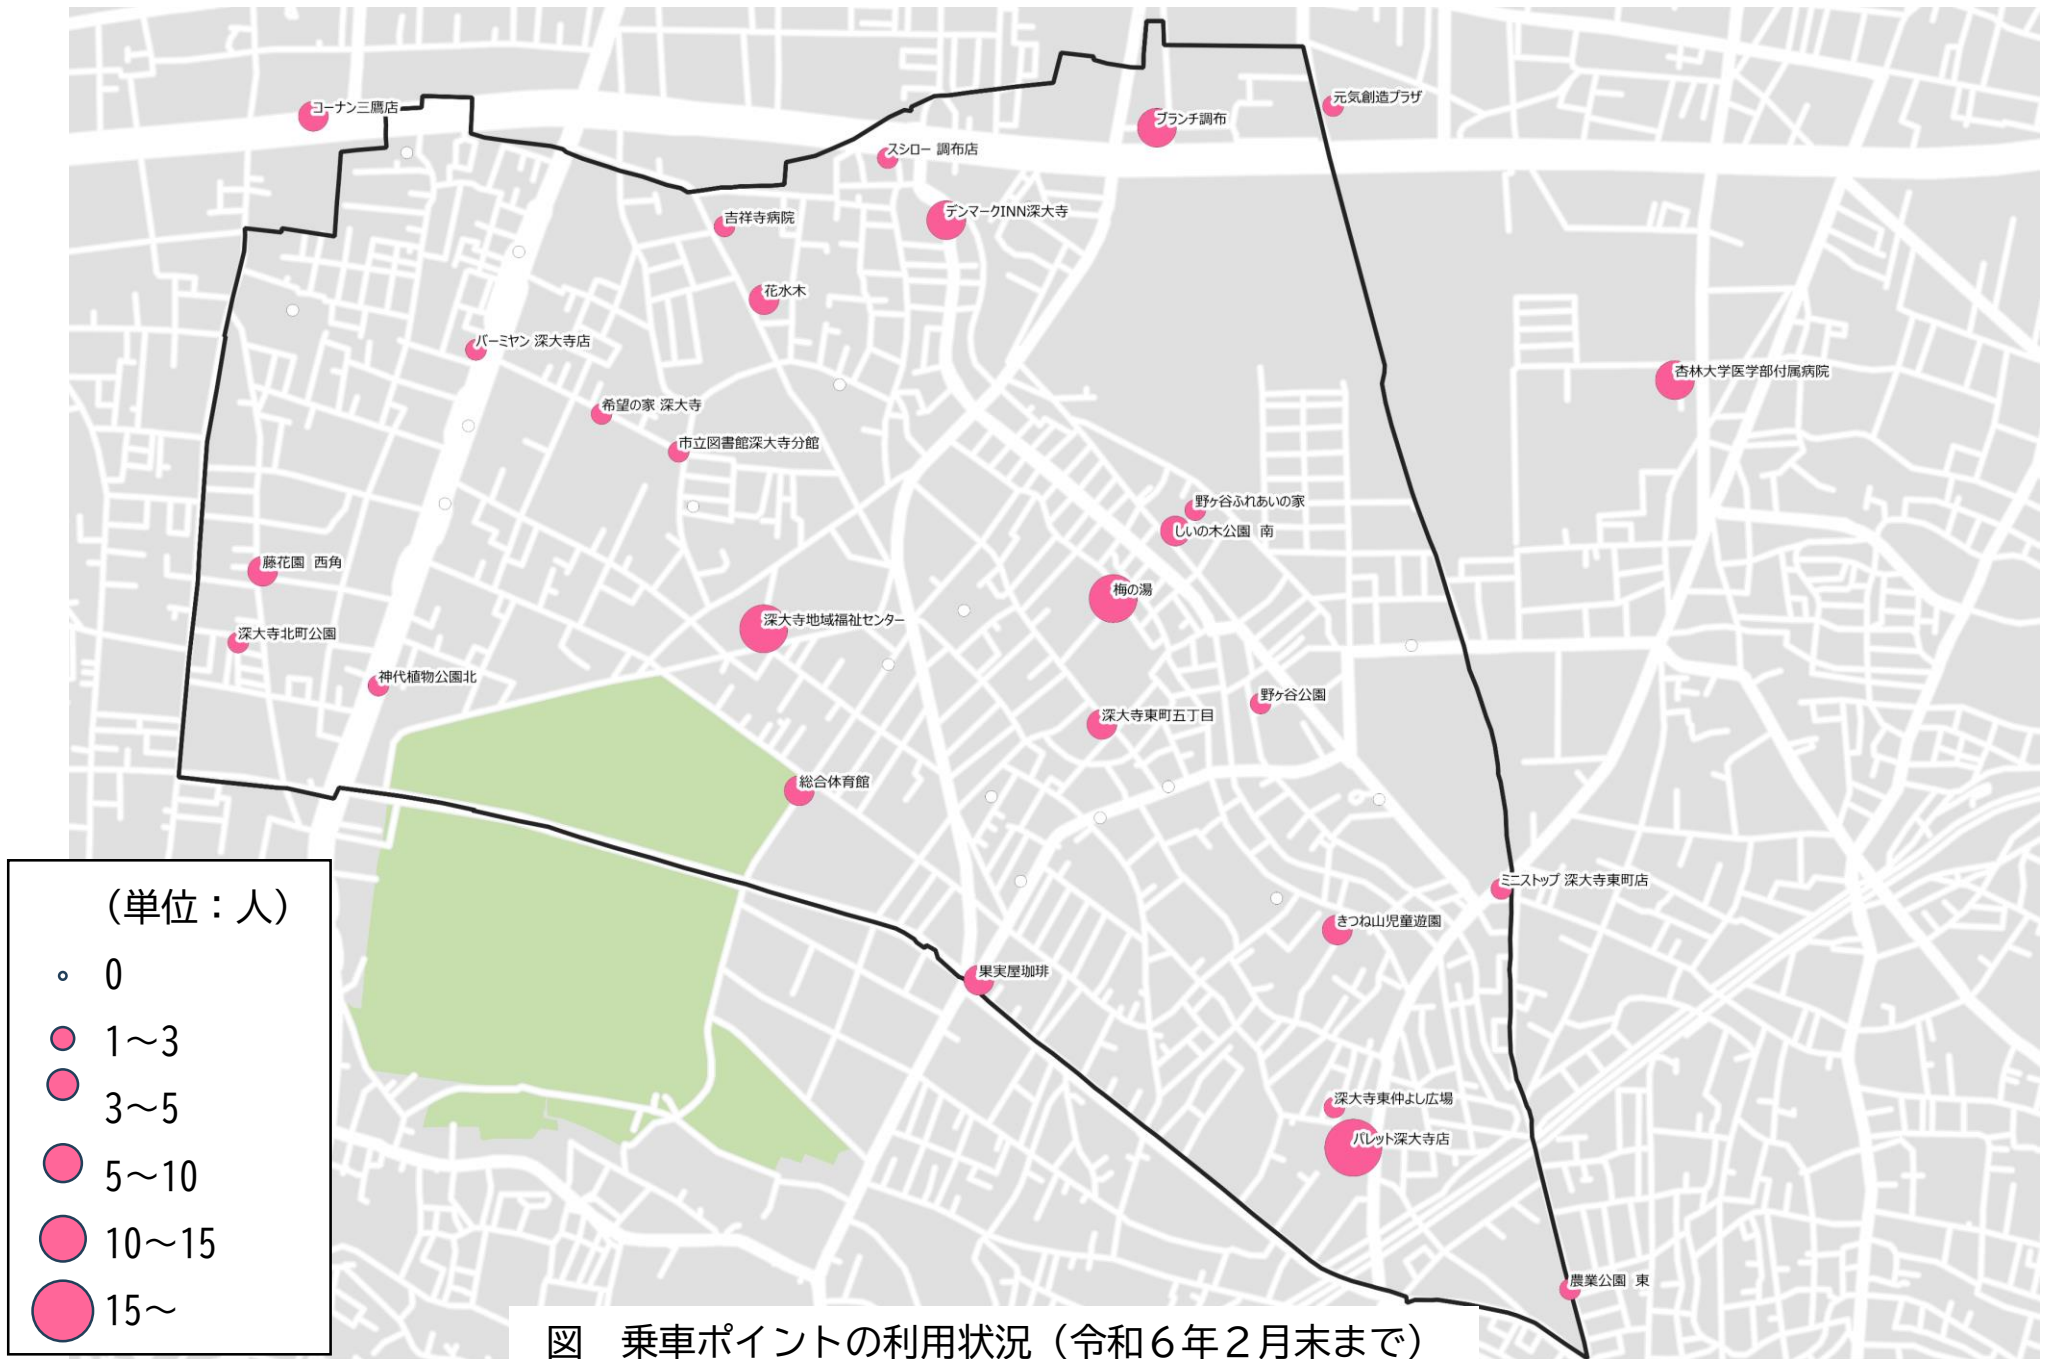 元気創造プラザ
コーナン三鷹店
ブランチ調布
スシロー 調布店
デンマークINN深大寺
吉祥寺病院
花水木
バーミヤン 深大寺店
杏林大学医学部付属病院
希望の家 深大寺
市立図書館深大寺分館
野ヶ谷ふれあいの家
しいの木公園　南
藤花園　西角
梅の湯
深大寺地域福祉センター
深大寺北町公園
神代植物公園北
野ヶ谷公園
深大寺東町五丁目
総合体育館
ミニストップ 深大寺東町店
きつね山児童遊園
果実屋珈琲
深大寺東仲よし広場
パレット深大寺店
農業公園　東
（単位：人）
0
1～3
3～5
5～10
10～15
15～
図　乗車ポイントの利用状況（令和６年２月末まで）